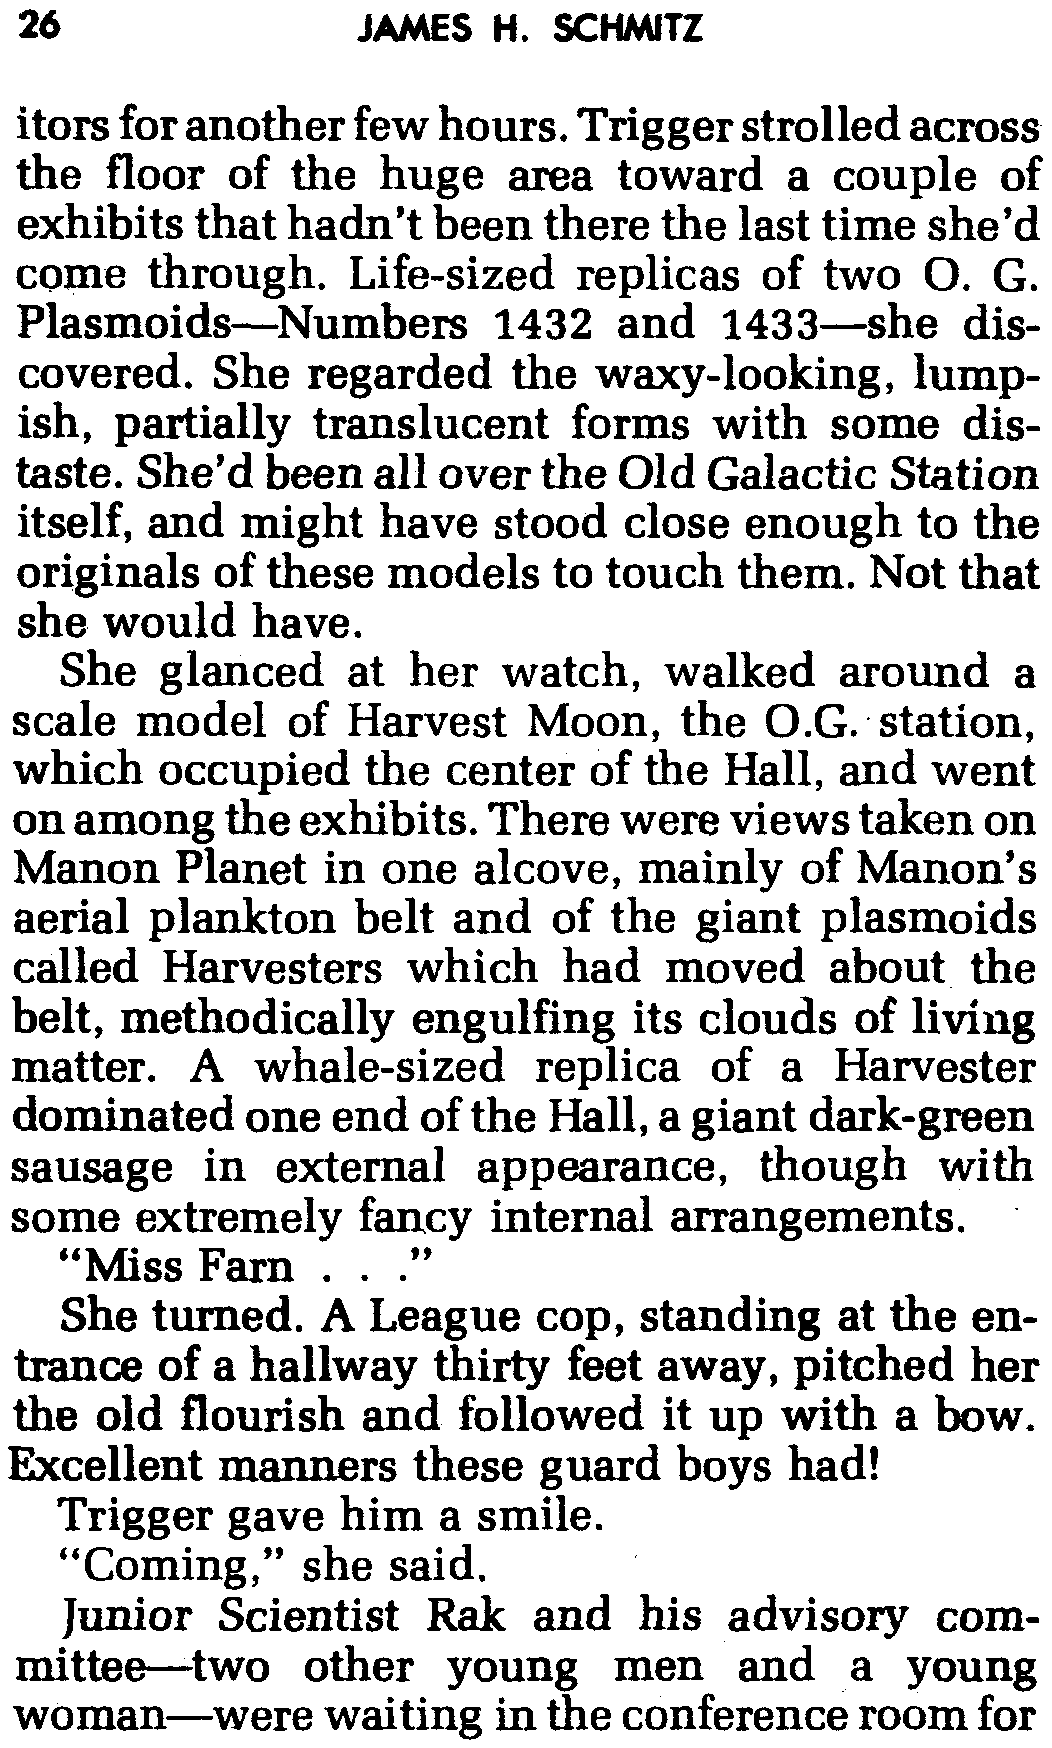 26 JAMES H. SCHMITZ
itors for another few hours. Trigger strolled across
the floor of the huge area toward a couple of
exhibits that hadn't been there the last time she'd
come through. Life-sized replicas of two O. G.
Plasmoids—Numbers 1432 and 1433—she dis-
covered. She regarded the waxy-looking, lump-
ish, partially translucent forms with some dis-
taste. She'd been all over the Old Galactic Station
itself, and might have stood close enough to the
originals of these models to touch them. Not that
she would have.
She glanced at her watch, walked around a
scale model of Harvest Moon, the O.G. station,
which occupied the center of the Hall, and went
on among the exhibits. There were views taken on
Manon Planet in one alcove, mainly of Manon's
aerial plankton belt and of the giant plasmoids
called Harvesters which had moved about the
belt, methodically engulfing its clouds of living
matter. A whale-sized replica of a Harvester
dominated one end of the Hall, a giant dark-green
sausage in external appearance, though with
some extremely fancy internal arrangements.
“Miss Farn . . .”
She turned. A League cop, standing at the en-
trance of a hallway thirty feet away, pitched her
the old flourish and followed it up with a bow.
Excellent manners these guard boys had!
Trigger gave him a smile.
“Coming,” she said.
Junior Scientist Rak and his advisory com-
mittee—two other young men and a young
woman—were waiting in the conference room for